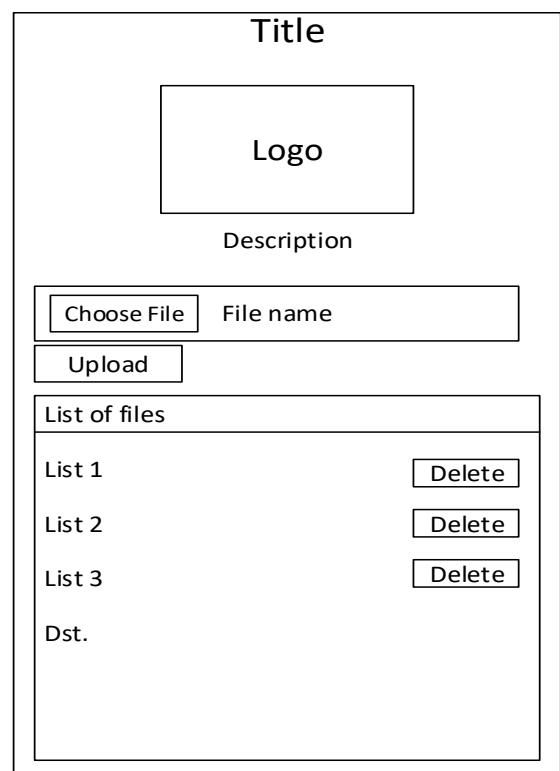 Title
Logo
Description
Choose File File name
Upload
List of files
List 1 Delete
List 2 Delete
List 3 Delete
Dst.